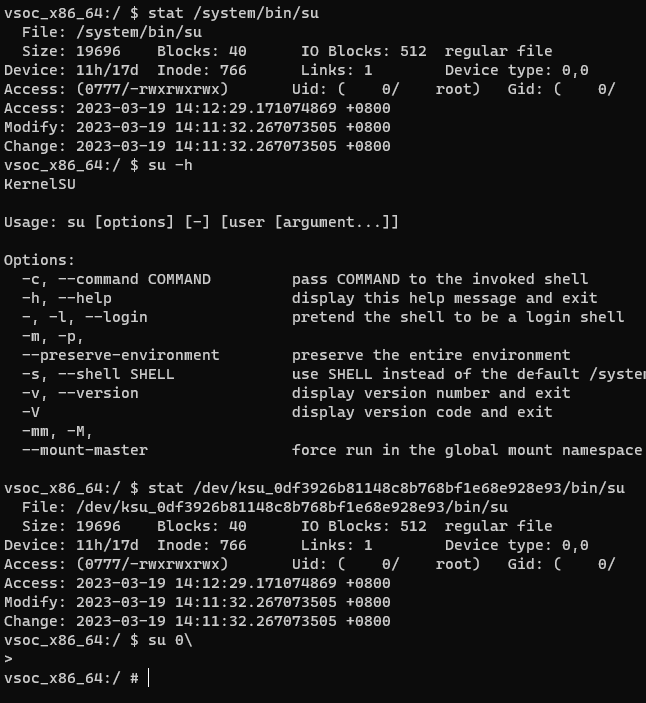 vsoc_x86_64:/ $ stat /system/bin/su
  File: /system/bin/su
  Size: 19696    Blocks: 40      IO Blocks: 512  regular file
Device: 11h/17d  Inode: 766      Links: 1        Device type: 0,0
Access: (0777/-rwxrwxrwx)       Uid: (    0/    root)   Gid: (    0/
Access: 2023-03-19 14:12:29.171074869 +0800
Modify: 2023-03-19 14:11:32.267073505 +0800
Change: 2023-03-19 14:11:32.267073505 +0800
vsoc_x86_64:/ $ su -h
KernelSU

Usage: su [options] [-] [user [argument...]]

Options:
  -c, --command COMMAND         pass COMMAND to the invoked shell
  -h, --help                    display this help message and exit
  -, -l, --login                pretend the shell to be a login shell
  -m, -p,
  --preserve-environment        preserve the entire environment
  -s, --shell SHELL             use SHELL instead of the default /system
  -v, --version                 display version number and exit
  -V                            display version code and exit
  -mm, -M,
  --mount-master                force run in the global mount namespace

vsoc_x86_64:/ $ stat /dev/ksu_0df3926b81148c8b768bf1e68e928e93/bin/su
  File: /dev/ksu_0df3926b81148c8b768bf1e68e928e93/bin/su
  Size: 19696    Blocks: 40      IO Blocks: 512  regular file
Device: 11h/17d  Inode: 766      Links: 1        Device type: 0,0
Access: (0777/-rwxrwxrwx)       Uid: (    0/    root)   Gid: (    0/
Access: 2023-03-19 14:12:29.171074869 +0800
Modify: 2023-03-19 14:11:32.267073505 +0800
Change: 2023-03-19 14:11:32.267073505 +0800
vsoc_x86_64:/ $ su 0\
>
vsoc_x86_64:/ #